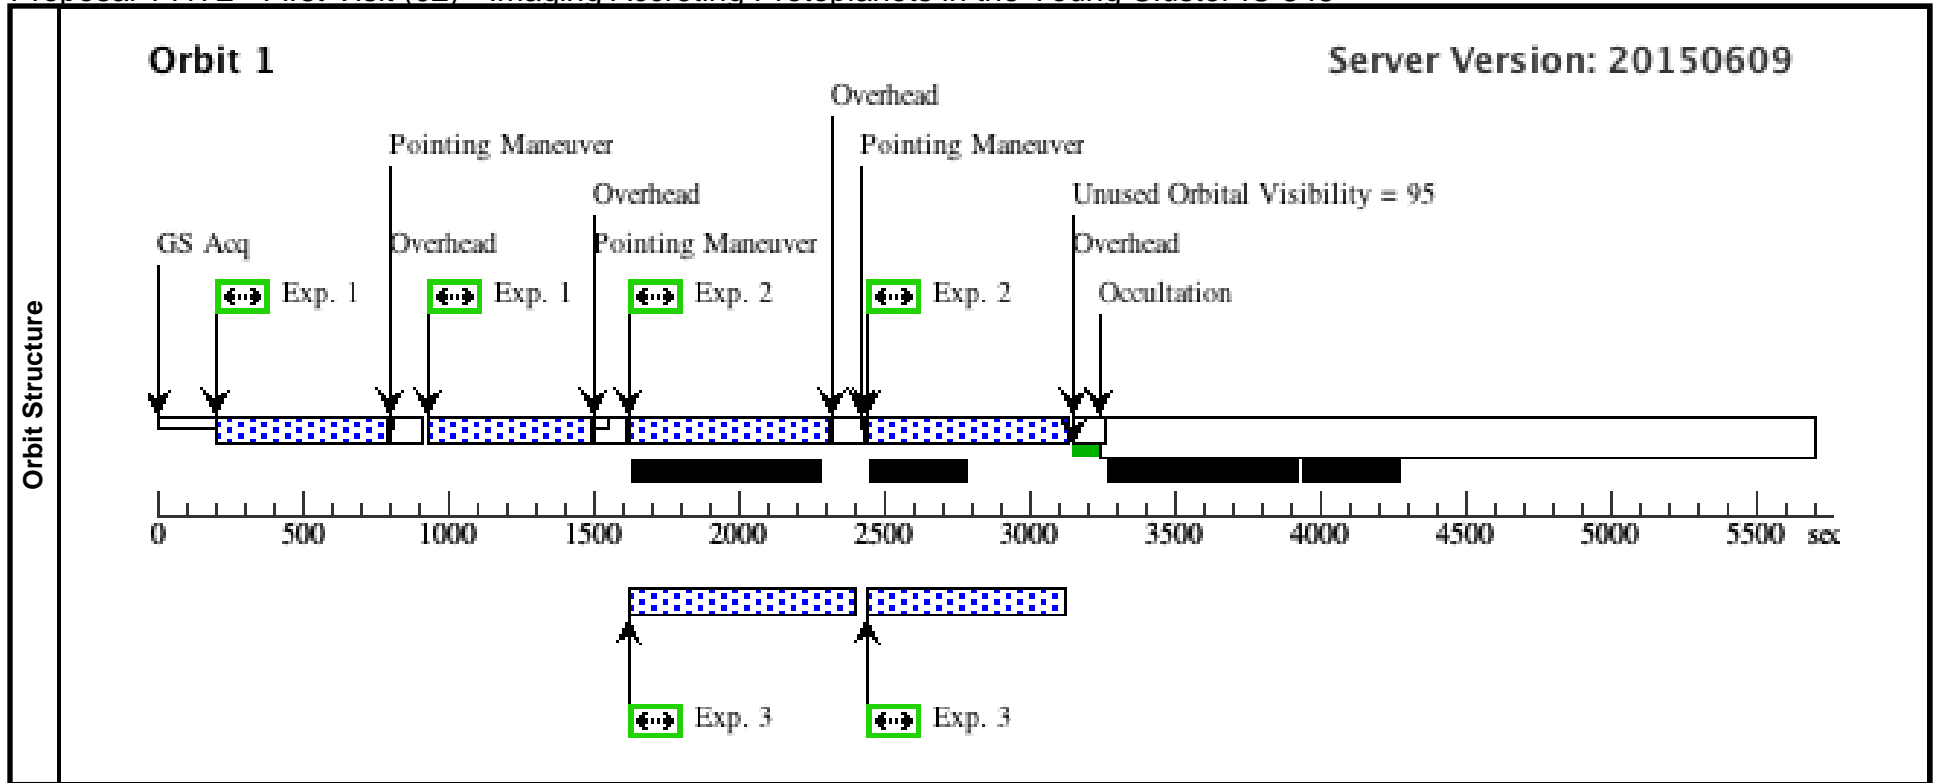 Orbit 1
Server Version: 20150609
Overhead
Pointing Maneuver
Pointing Maneuver
Overhead
Unused Orbital Visibility = 95
GS Acq
Overhead
Pointing Maneuver
Overhead
Exp. 1
Exp. 1
Exp. 2
Exp. 2
Occultation
Orbit Structure
0 500 1000 1500 2000 2500 3000 3500 4000 4500 5000 5500 sec
Exp. 3
Exp. 3